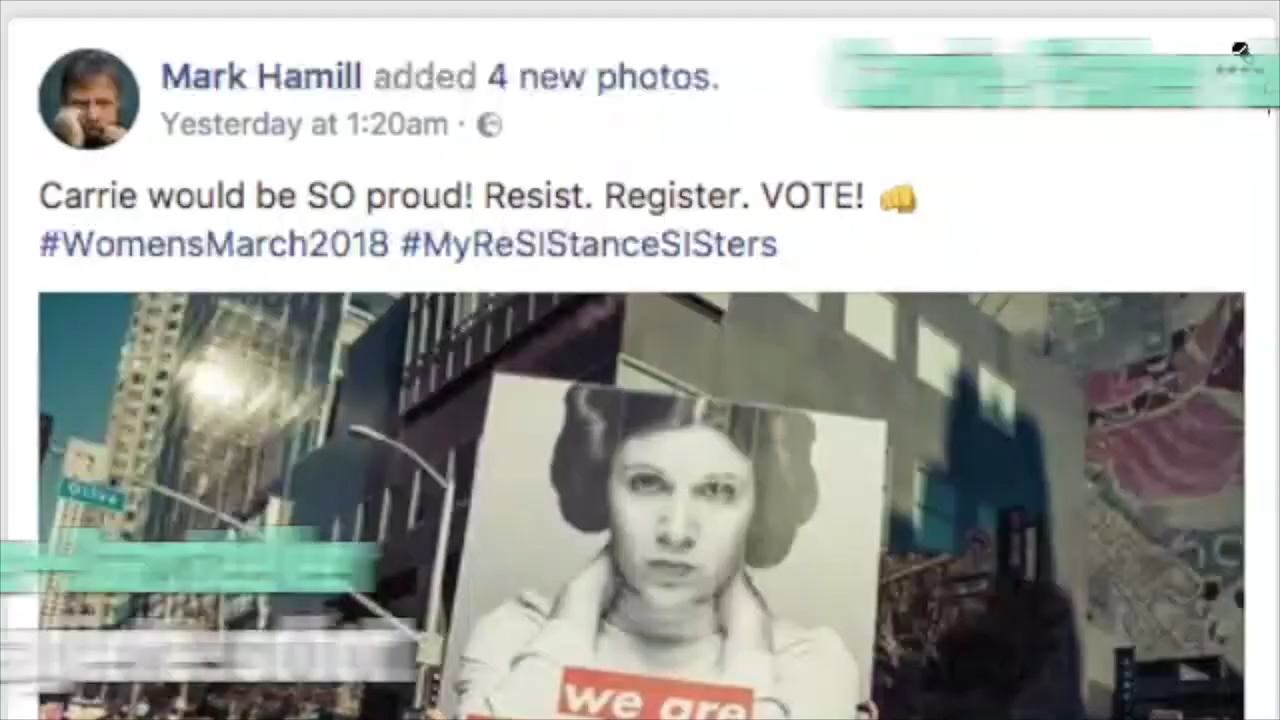 Mark Hamill added 4 new photos.
Yesterday at 1:20am ·
Carrie would be SO proud! Resist. Register. VOTE! 👊
#WomensMarch2018 #MyReSIStanceSISters
Olive
we are